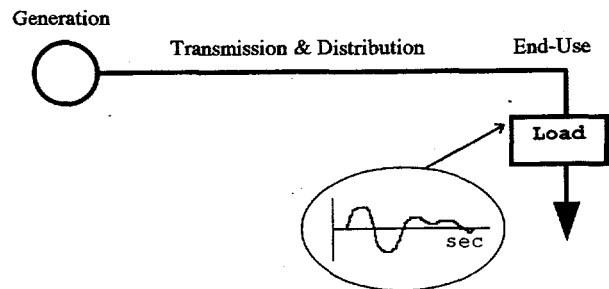 Generation
Transmission & Distribution
End-Use
Load
sec